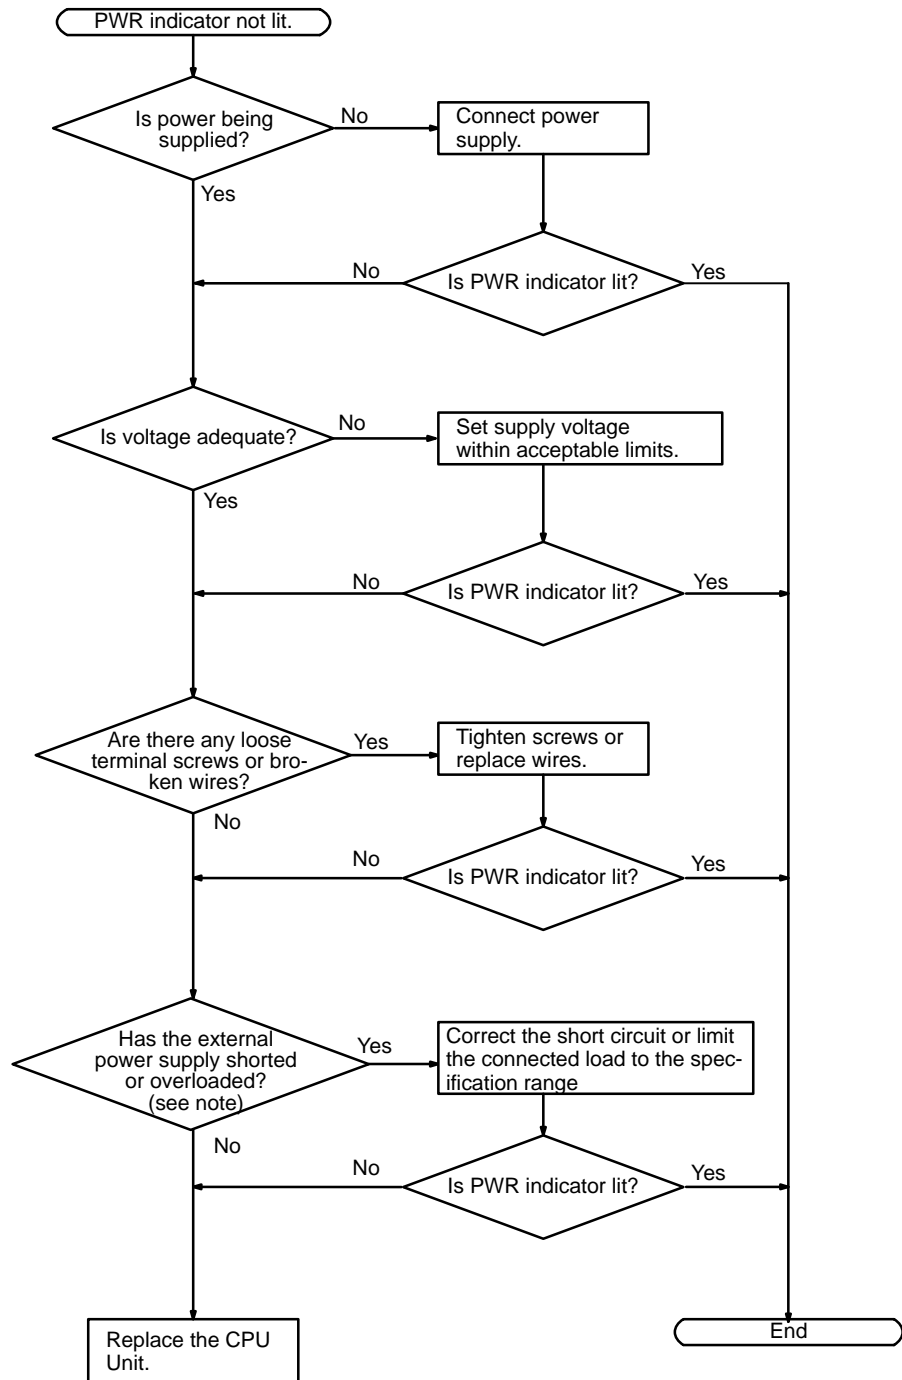 PWR indicator not lit.
Is power being
supplied?
No
Connect power
supply.
Yes
No
Is PWR indicator lit?
Yes
Is voltage adequate?
No
Set supply voltage
within acceptable limits.
Yes
No
Is PWR indicator lit?
Yes
Are there any loose
terminal screws or bro-
ken wires?
Yes
Tighten screws or
replace wires.
No
No
Is PWR indicator lit?
Yes
Has the external
power supply shorted
or overloaded?
(see note)
Yes
Correct the short circuit or limit
the connected load to the spec-
ification range
No
No
Is PWR indicator lit?
Yes
Replace the CPU
Unit.
End